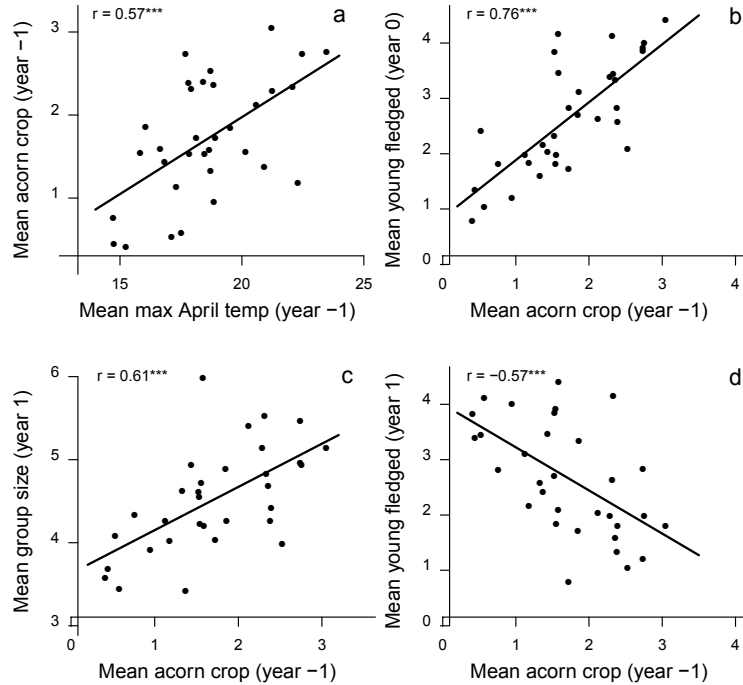 r = 0.57***
a
Mean acorn crop (year −1)
3
2
1
15
20
25
Mean max April temp (year −1)
r = 0.76***
b
Mean young fledged (year 0)
4
3
2
1
0
0
1
2
3
4
Mean acorn crop (year −1)
r = 0.61***
c
Mean group size (year 1)
6
5
4
3
0
1
2
3
Mean acorn crop (year −1)
r = −0.57***
d
Mean young fledged (year 1)
4
3
2
1
0
0
1
2
3
4
Mean acorn crop (year −1)